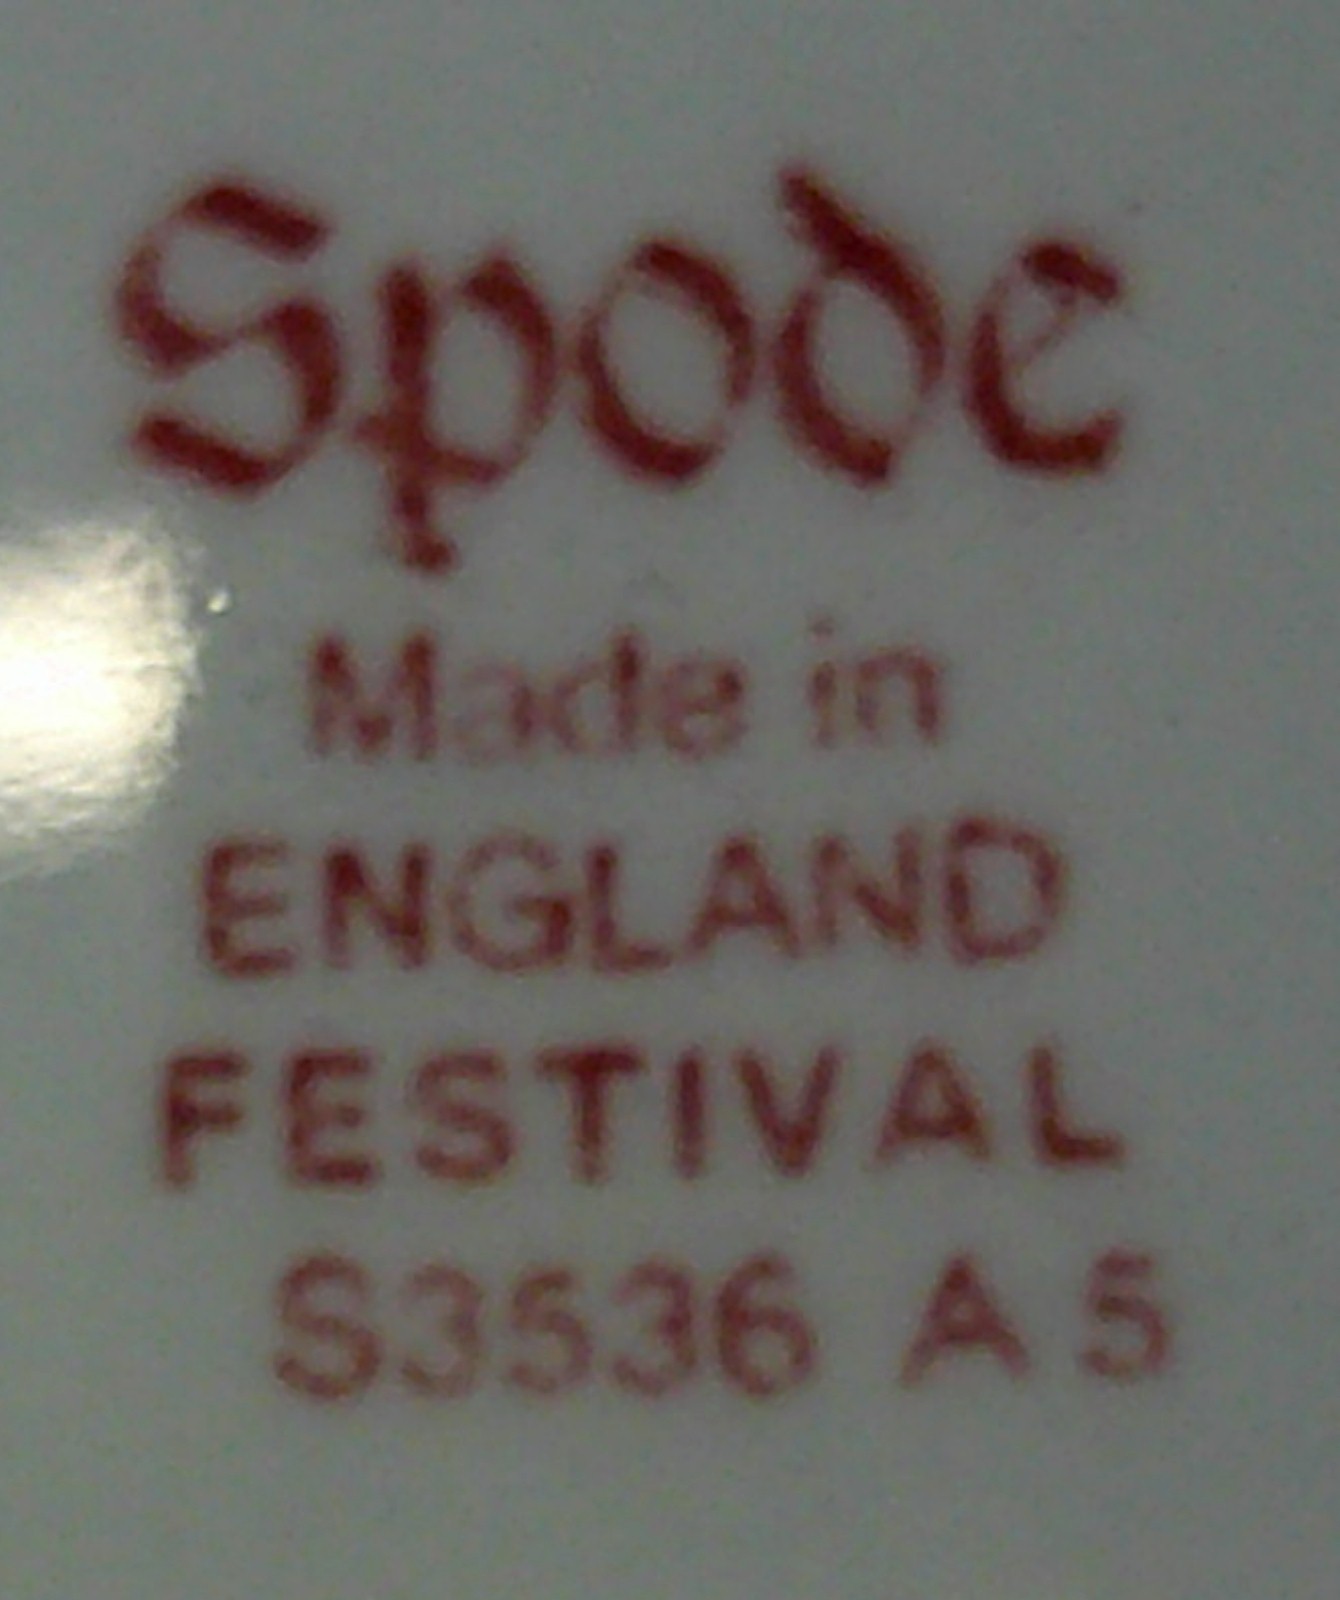 Spode
Made in
ENGLAND
FESTIVAL
S3536 A 5